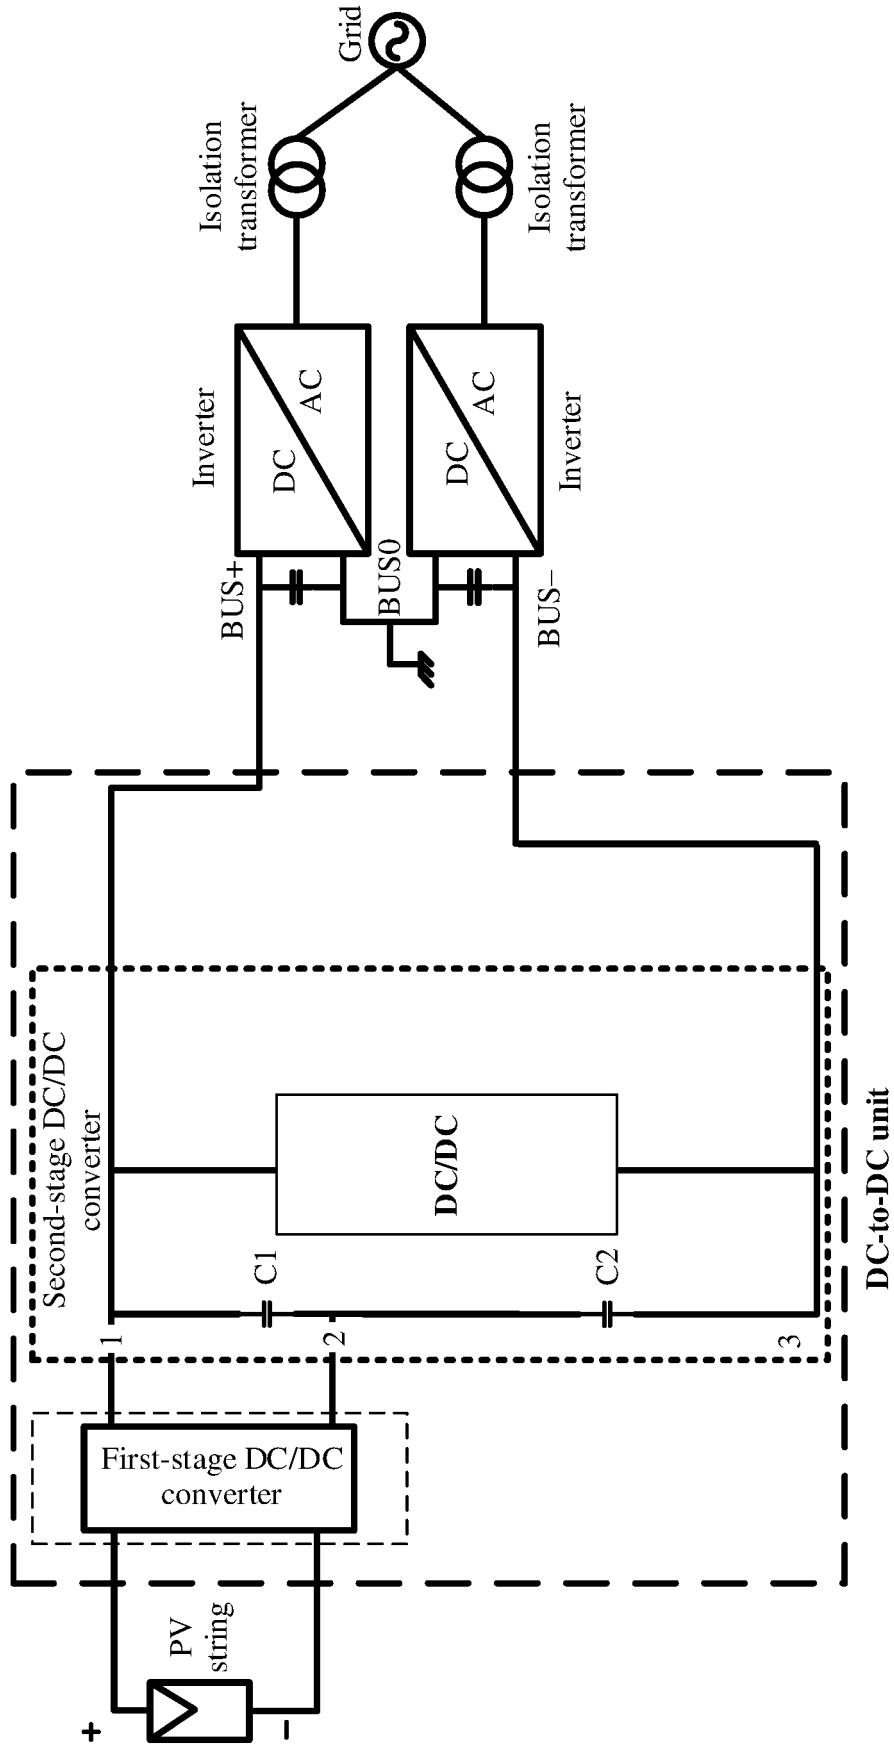 +
PV
string
−
First-stage DC/DC
converter
Second-stage DC/DC
converter
1
2
3
C1
C2
DC/DC
DC-to-DC unit
BUS+
BUS0
BUS−
Inverter
DC
AC
DC
AC
Inverter
Isolation
transformer
Isolation
transformer
Grid